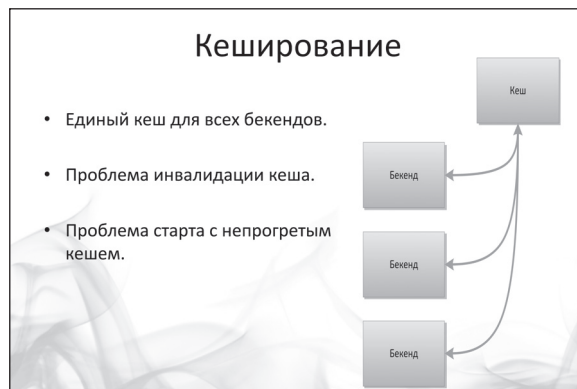 Кеширование
Кеш
• Единый кеш для всех бекендов.
Бекенд
• Проблема инвалидации кеша.
• Проблема старта с непрогретым
кешем.
Бекенд
Бекенд